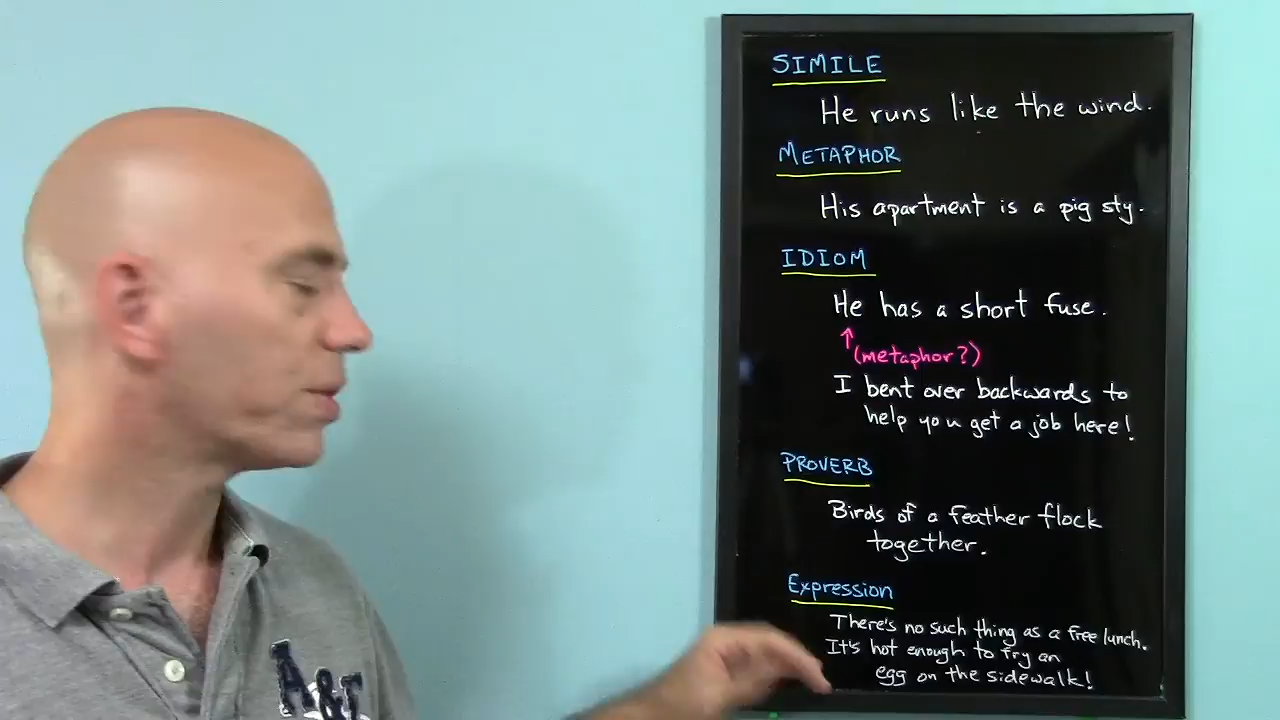 SIMILE
He runs like the wind.
METAPHOR
His apartment is a pig sty.
IDIOM
He has a short fuse.
(metaphor?)
I bent over backwards to
help you get a job here!
PROVERB
Birds of a feather flock
together.
Expression
There's no such thing as a free lunch.
It's hot enough to fry an
egg on the sidewalk!
A&F